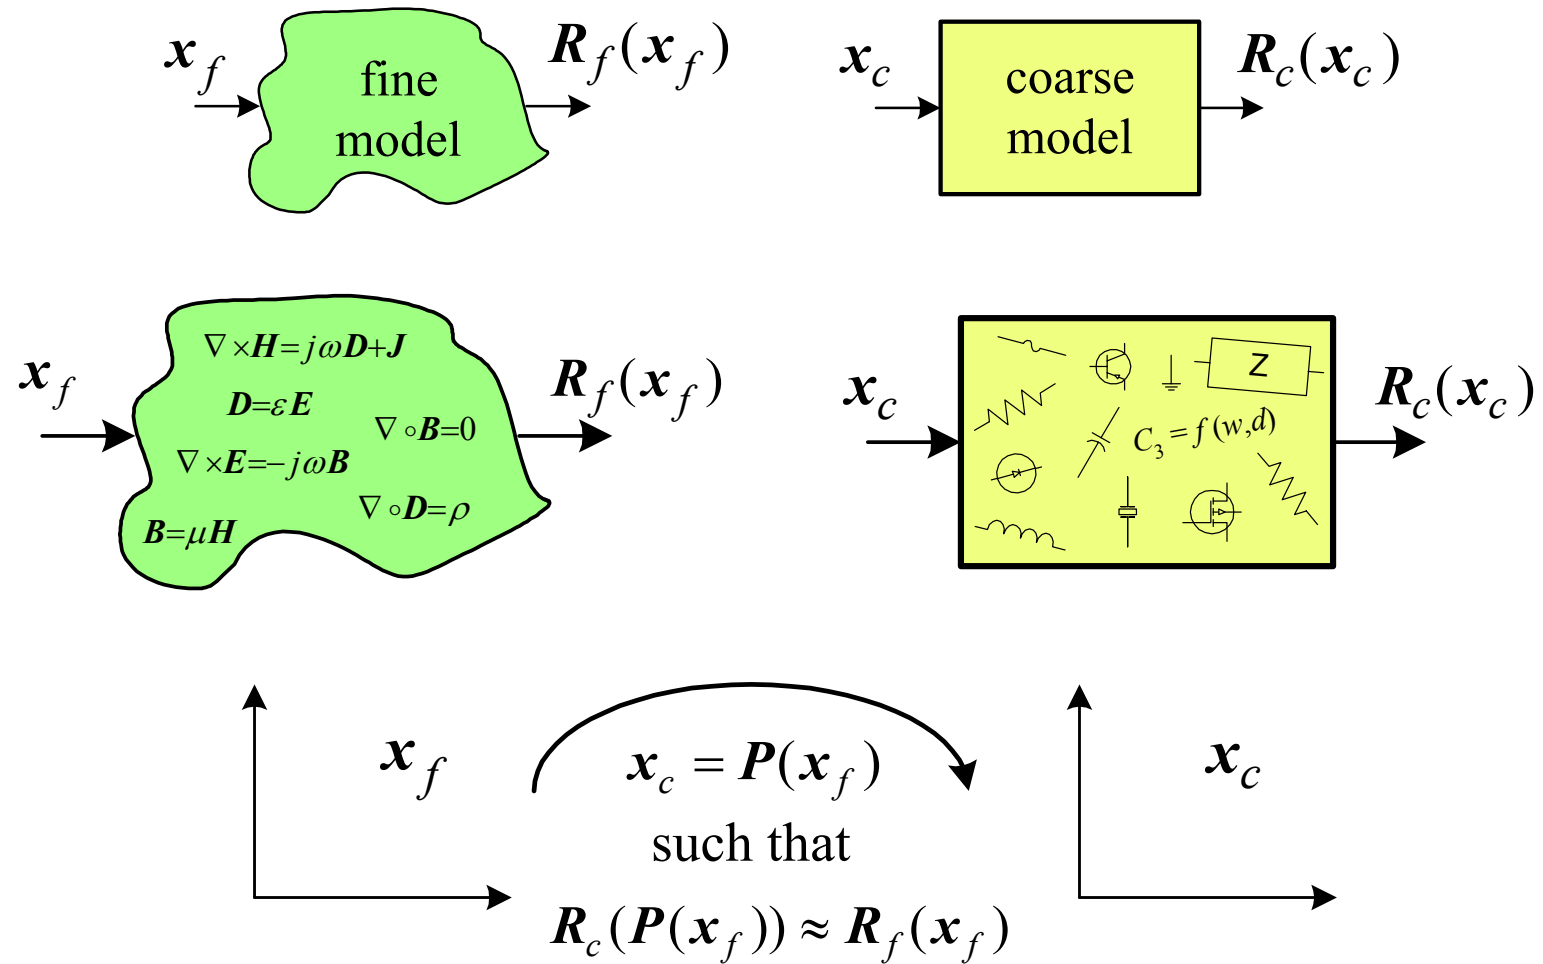 x_f
fine
model
R_f(x_f)
x_c
coarse
model
R_c(x_c)
x_f
∇×H=jωD+J
D=εE
∇∘B=0
∇×E=−jωB
∇∘D=ρ
B=μH
R_f(x_f)
x_c
Z
C_3=f(w,d)
R_c(x_c)
x_f
x_c = P(x_f)
such that
R_c(P(x_f)) ≈ R_f(x_f)
x_c